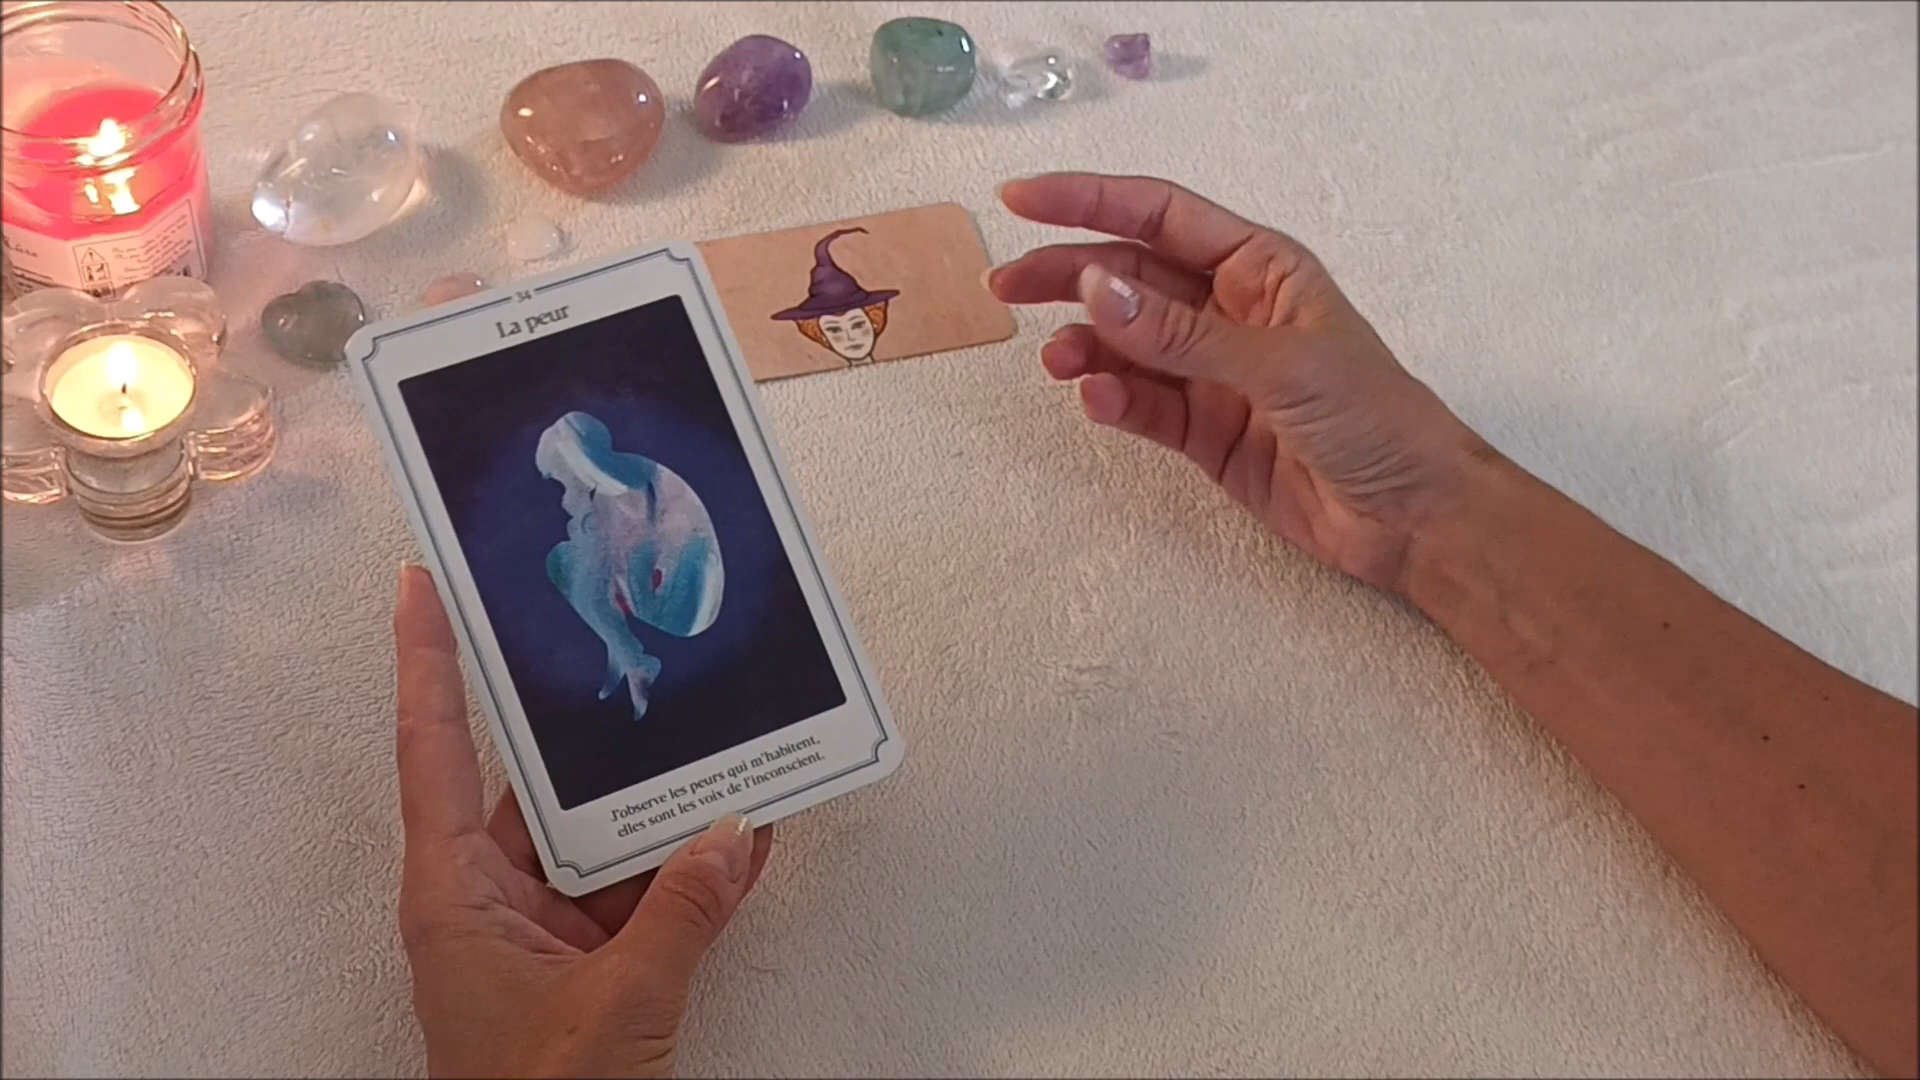 34
La peur
J'observe les peurs qui m'habitent,
elles sont les voix de l'inconscient.